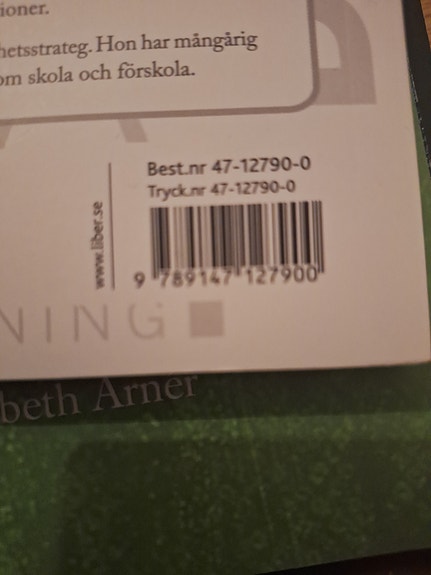 ioner.
hetsstrateg. Hon har mångårig
om skola och förskola.
Best.nr 47-12790-0
Tryck.nr 47-12790-0
www.liber.se
9 789147 127900
NING
beth Arner